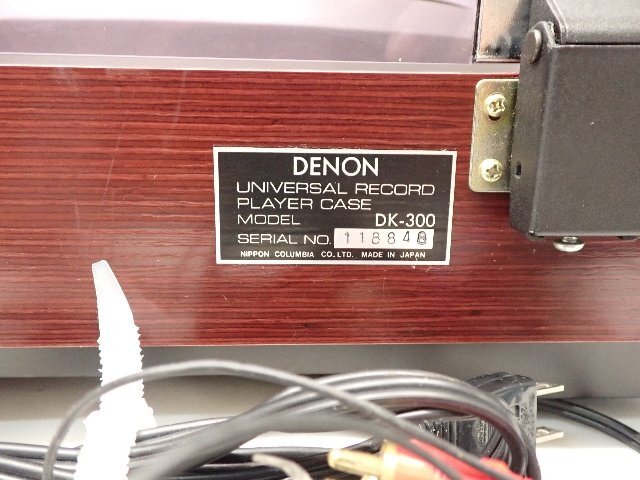 DENON
UNIVERSAL RECORD
PLAYER CASE
MODEL DK-300
SERIAL NO.
NIPPON COLUMBIA CO. LTD. MADE IN JAPAN